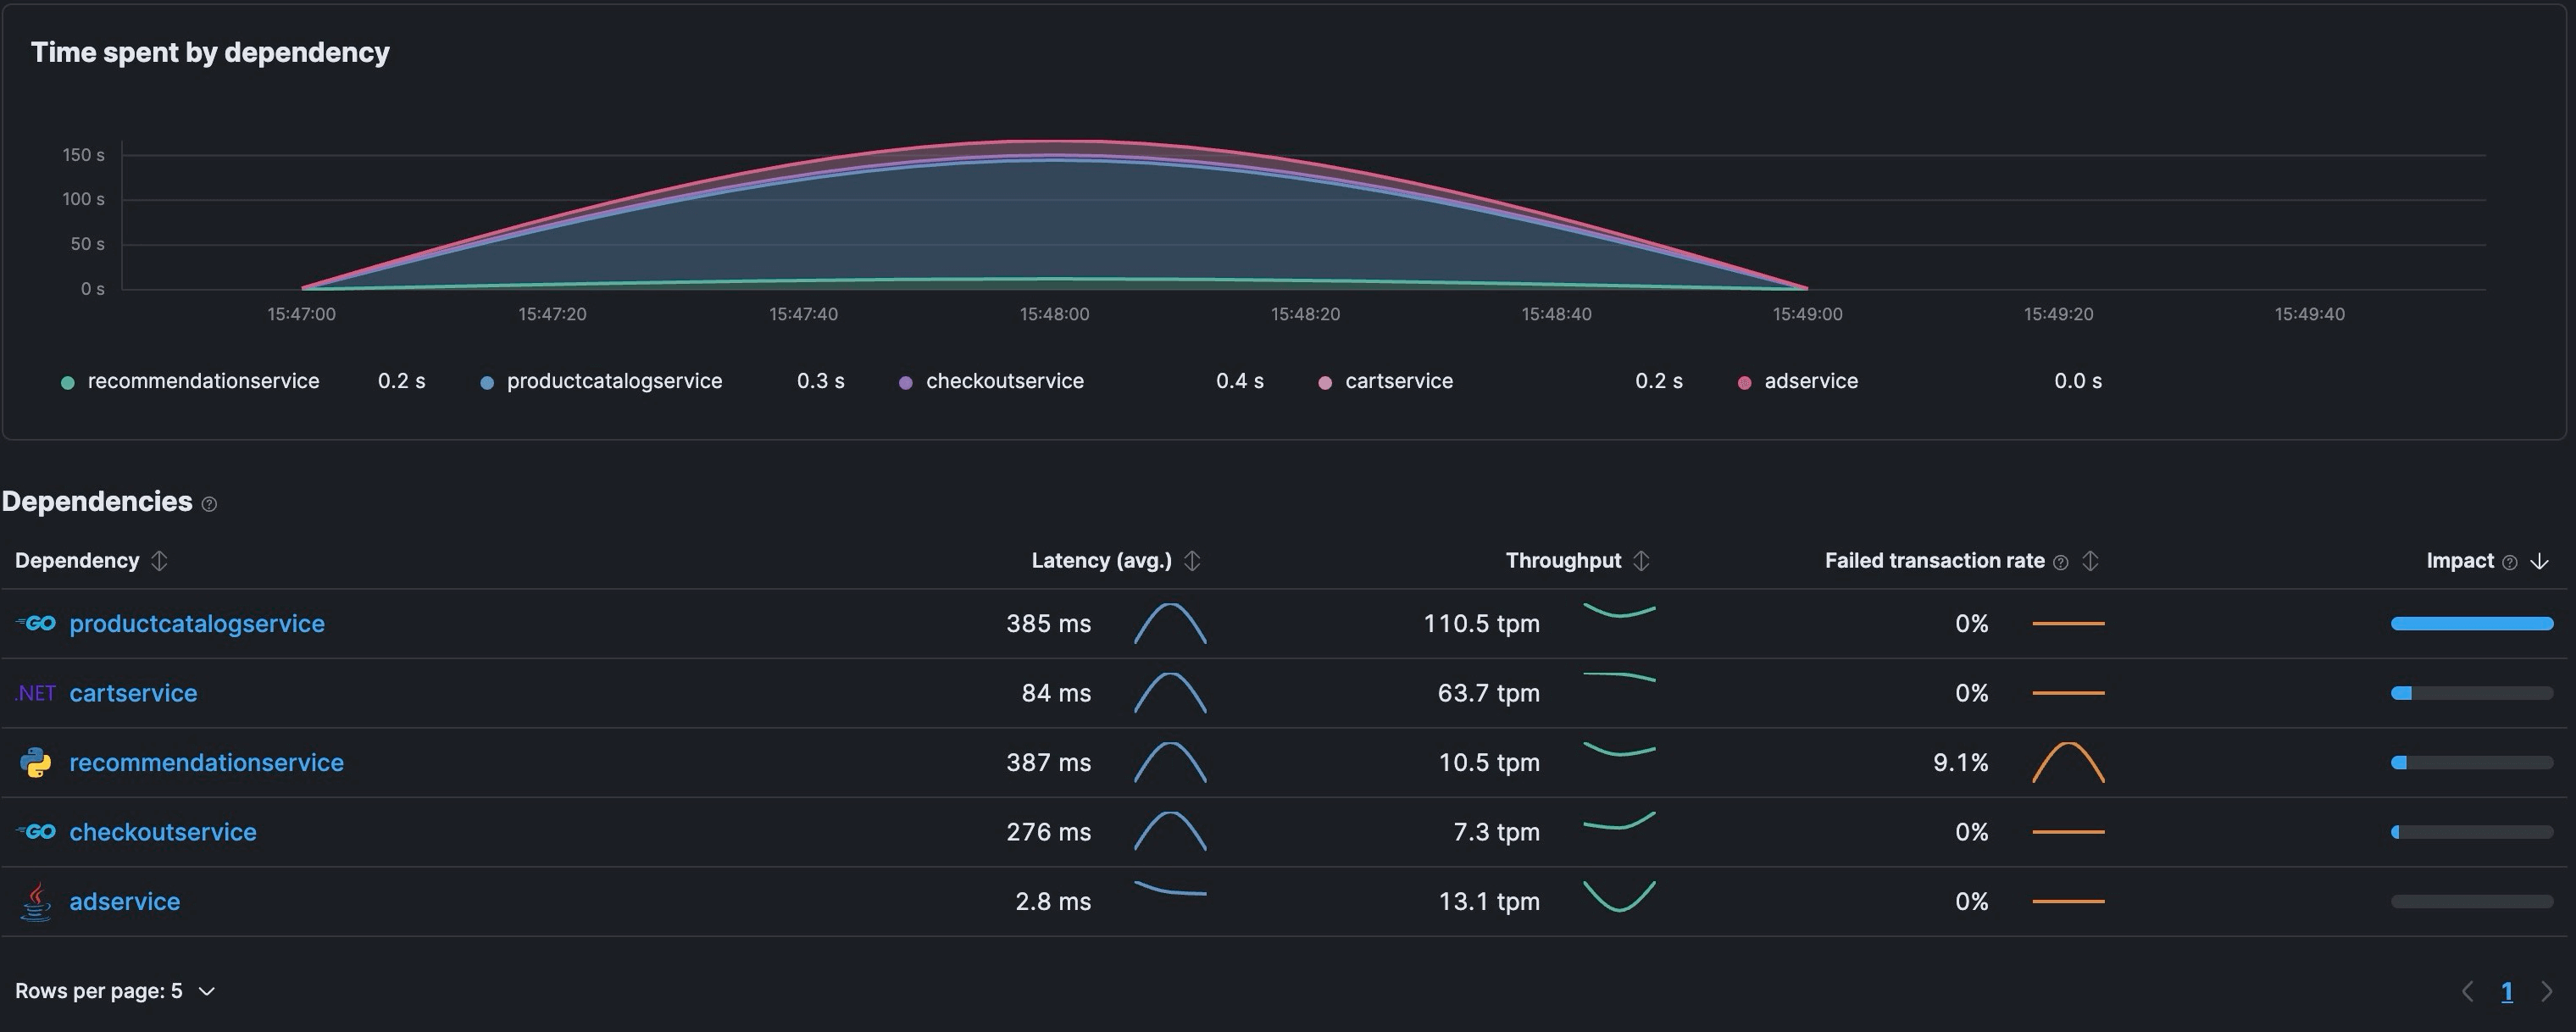 Time spent by dependency
150 s
100 s
50 s
0 s
15:47:00 15:47:20 15:47:40 15:48:00 15:48:20 15:48:40 15:49:00 15:49:20 15:49:40
recommendationservice 0.2 s productcatalogservice 0.3 s checkoutservice 0.4 s cartservice 0.2 s adservice 0.0 s
Dependencies ?
Dependency Latency (avg.) Throughput Failed transaction rate ? Impact ?
GO productcatalogservice 385 ms 110.5 tpm 0%
.NET cartservice 84 ms 63.7 tpm 0%
recommendationservice 387 ms 10.5 tpm 9.1%
GO checkoutservice 276 ms 7.3 tpm 0%
adservice 2.8 ms 13.1 tpm 0%
Rows per page: 5 1